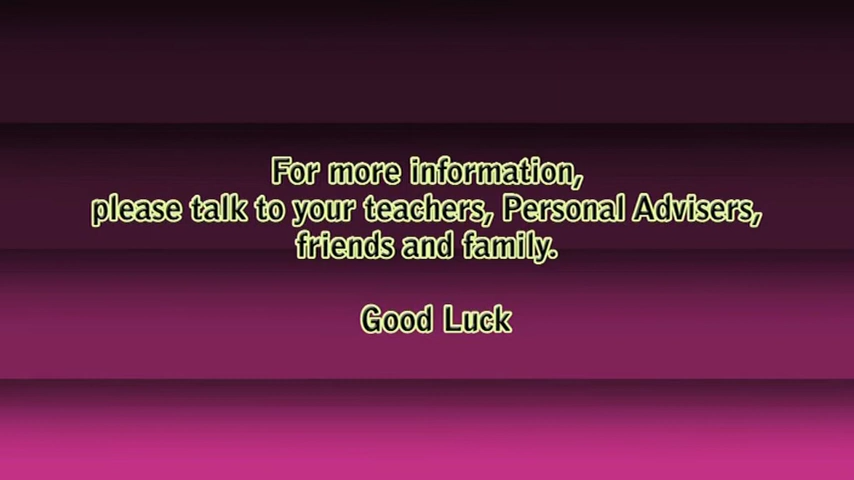 For more information,
please talk to your teachers, Personal Advisers,
friends and family.
Good Luck